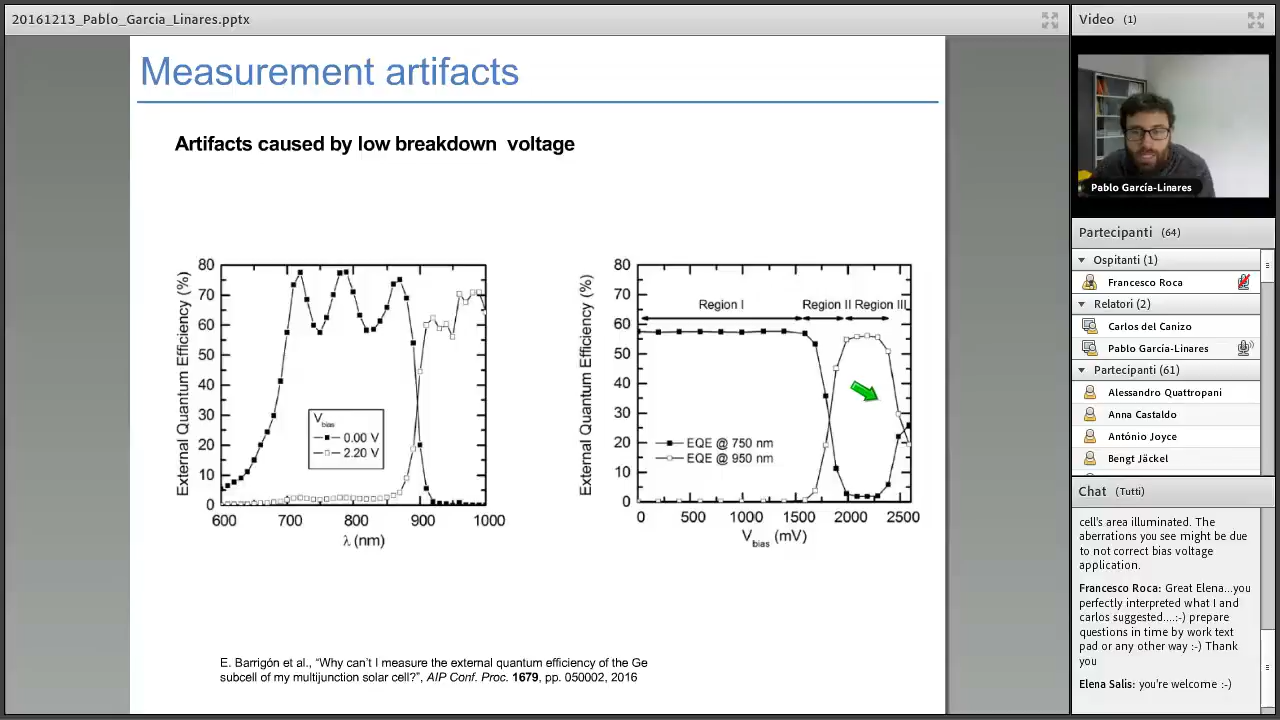 20161213_Pablo_Garcia_Linares.pptx
Measurement artifacts
Artifacts caused by low breakdown voltage
80
70
60
50
40
30
20
10
0
External Quantum Efficiency (%)
V bias
0.00 V
2.20 V
600 700 800 900 1000
λ (nm)
80
70
60
50
40
30
20
10
0
External Quantum Efficiency (%)
Region I Region II Region III
EQE @ 750 nm
EQE @ 950 nm
0 500 1000 1500 2000 2500
V bias (mV)
E. Barrigón et al., “Why can’t I measure the external quantum efficiency of the Ge
subcell of my multijunction solar cell?”, AIP Conf. Proc. 1679, pp. 050002, 2016
Video (1)
Pablo García-Linares
Partecipanti (64)
Ospitanti (1)
Francesco Roca
Relatori (2)
Carlos del Canizo
Pablo García-Linares
Partecipanti (61)
Alessandro Quattropani
Anna Castaldo
António Joyce
Bengt Jäckel
Chat (Tutti)
cell's area illuminated. The
aberrations you see might be due
to not correct bias voltage
application.
Francesco Roca: Great Elena...you
perfectly interpreted what I and
carlos suggested....:-) prepare
questions in time by work text
pad or any other way :-) Thank
you
Elena Salis: you're welcome :-)